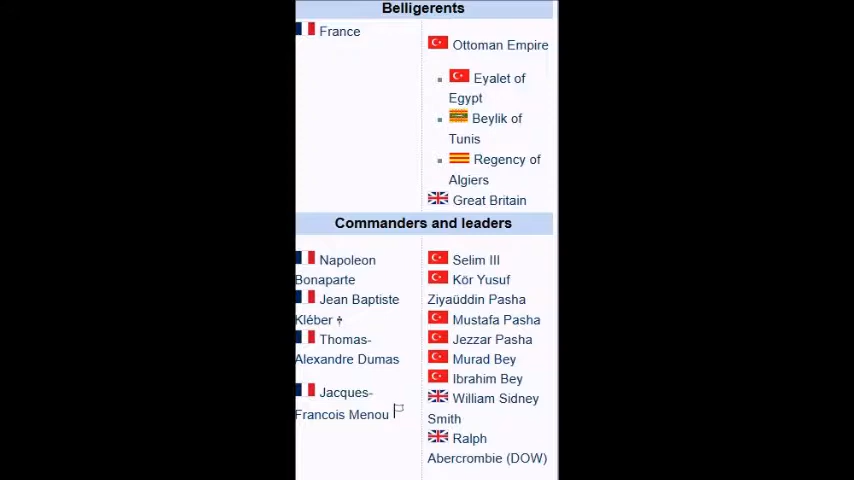 Belligerents
France
Ottoman Empire
Eyalet of
Egypt
Beylik of
Tunis
Regency of
Algiers
Great Britain
Commanders and leaders
Napoleon
Bonaparte
Jean Baptiste
Kléber
Thomas-
Alexandre Dumas
Jacques-
Francois Menou
Selim III
Kör Yusuf
Ziyaüddin Pasha
Mustafa Pasha
Jezzar Pasha
Murad Bey
Ibrahim Bey
William Sidney
Smith
Ralph
Abercrombie (DOW)